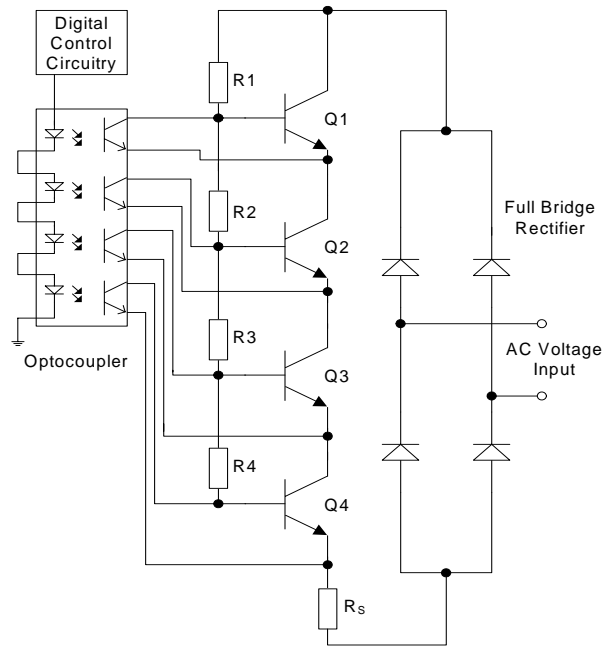 Digital
Control
Circuitry
R1
Q1
R2
Q2
Full Bridge
Rectifier
R3
AC Voltage
Input
Optocoupler
Q3
R4
Q4
RS